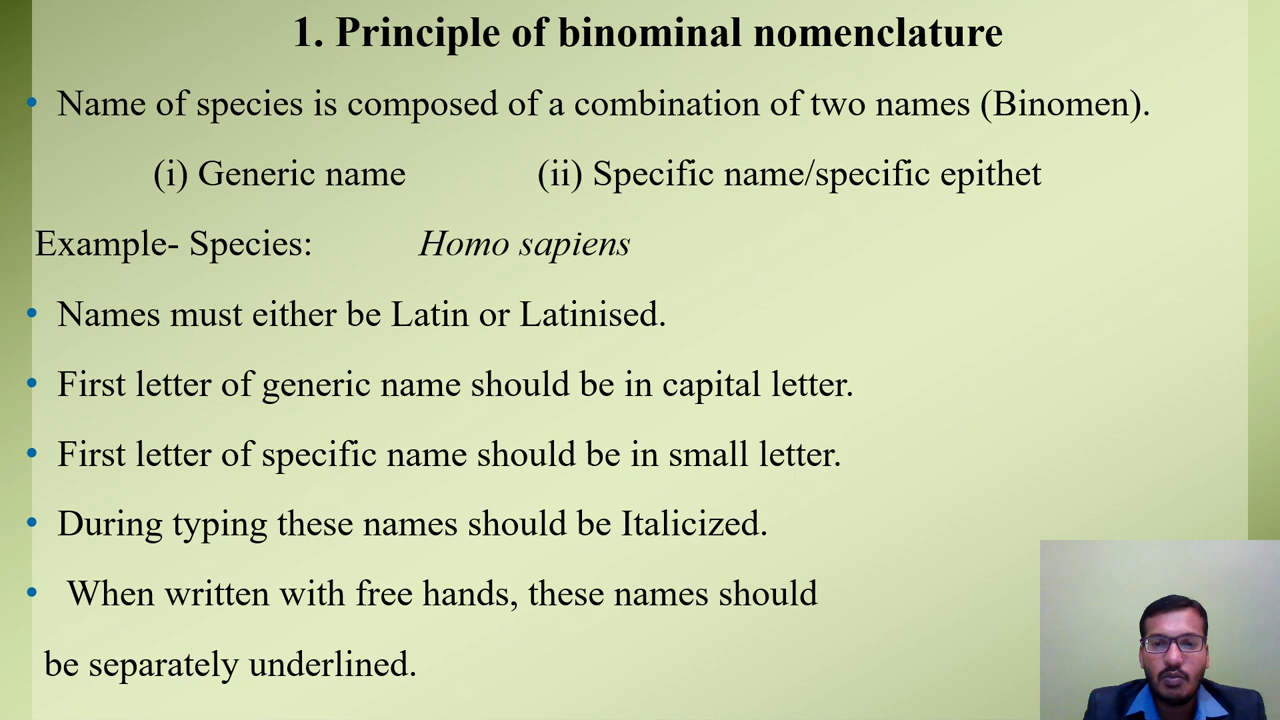 1. Principle of binominal nomenclature
• Name of species is composed of a combination of two names (Binomen).
(i) Generic name (ii) Specific name/specific epithet
Example- Species: Homo sapiens
• Names must either be Latin or Latinised.
• First letter of generic name should be in capital letter.
• First letter of specific name should be in small letter.
• During typing these names should be Italicized.
• When written with free hands, these names should
be separately underlined.